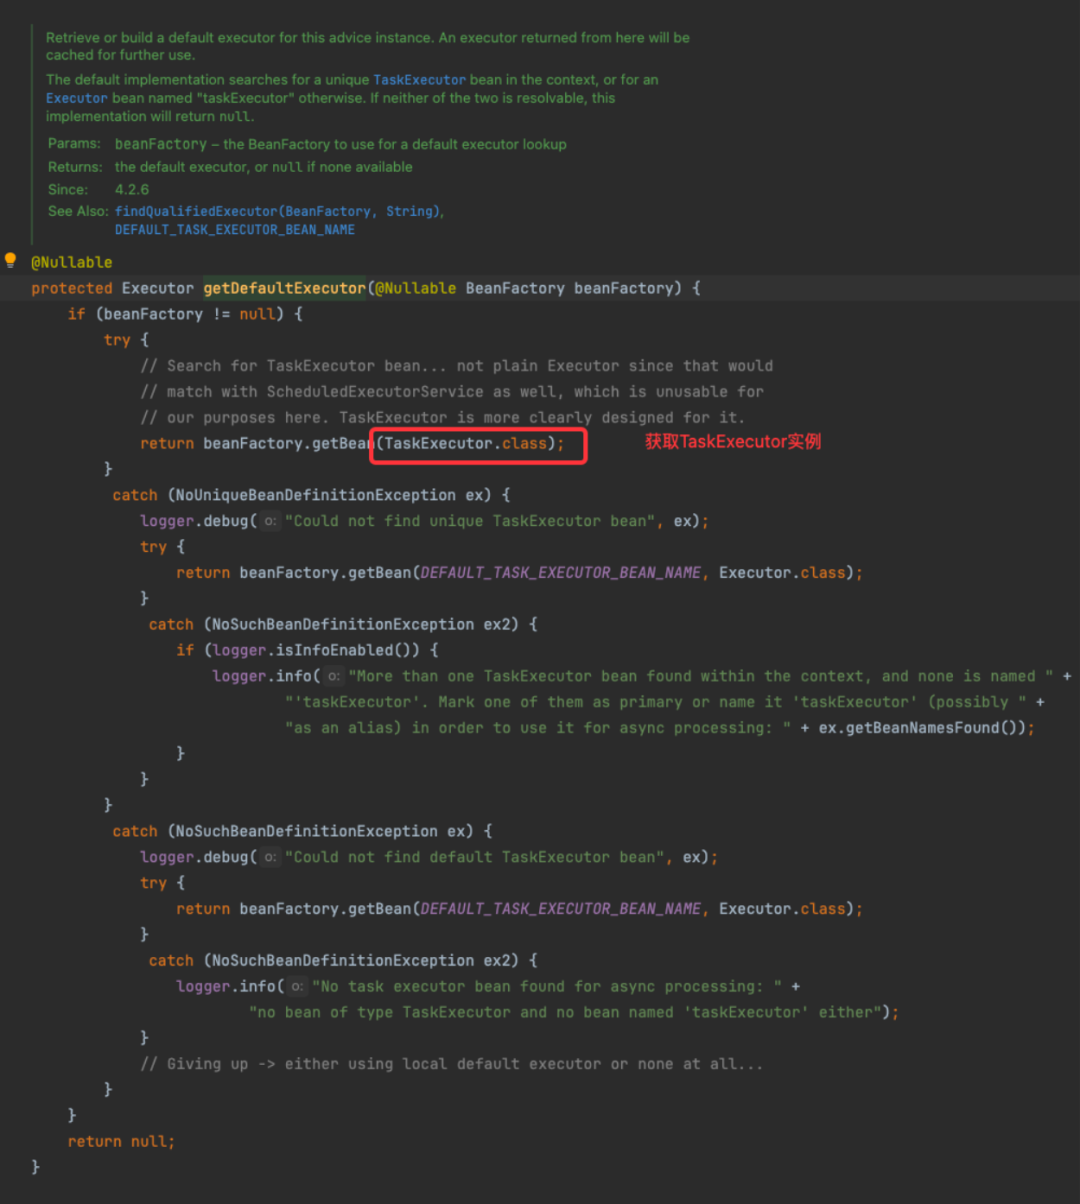 Retrieve or build a default executor for this advice instance. An executor returned from here will be
cached for further use.
The default implementation searches for a unique TaskExecutor bean in the context, or for an
Executor bean named "taskExecutor" otherwise. If neither of the two is resolvable, this
implementation will return null.
Params: beanFactory – the BeanFactory to use for a default executor lookup
Returns: the default executor, or null if none available
Since: 4.2.6
See Also: findQualifiedExecutor(BeanFactory, String),
DEFAULT_TASK_EXECUTOR_BEAN_NAME
@Nullable
protected Executor getDefaultExecutor(@Nullable BeanFactory beanFactory) {
if (beanFactory != null) {
try {
// Search for TaskExecutor bean... not plain Executor since that would
// match with ScheduledExecutorService as well, which is unusable for
// our purposes here. TaskExecutor is more clearly designed for it.
return beanFactory.getBean(TaskExecutor.class); 获取TaskExecutor实例
}
catch (NoUniqueBeanDefinitionException ex) {
logger.debug( o: "Could not find unique TaskExecutor bean", ex);
try {
return beanFactory.getBean(DEFAULT_TASK_EXECUTOR_BEAN_NAME, Executor.class);
}
catch (NoSuchBeanDefinitionException ex2) {
if (logger.isInfoEnabled()) {
logger.info( o: "More than one TaskExecutor bean found within the context, and none is named " +
"'taskExecutor'. Mark one of them as primary or name it 'taskExecutor' (possibly " +
"as an alias) in order to use it for async processing: " + ex.getBeanNamesFound());
}
}
}
catch (NoSuchBeanDefinitionException ex) {
logger.debug( o: "Could not find default TaskExecutor bean", ex);
try {
return beanFactory.getBean(DEFAULT_TASK_EXECUTOR_BEAN_NAME, Executor.class);
}
catch (NoSuchBeanDefinitionException ex2) {
logger.info( o: "No task executor bean found for async processing: " +
"no bean of type TaskExecutor and no bean named 'taskExecutor' either");
}
// Giving up -> either using local default executor or none at all...
}
}
return null;
}